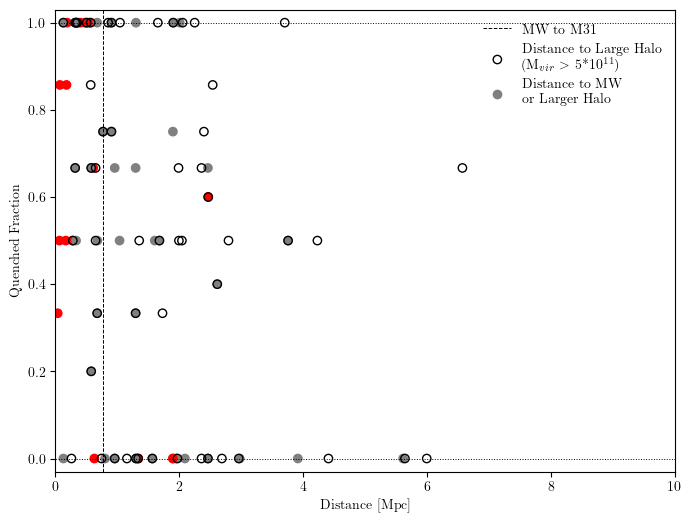 MW to M31
Distance to Large Halo
(M_vir > 5*10^11)
Distance to MW
or Larger Halo
1.0
0.8
0.6
0.4
0.2
0.0
Quenched Fraction
0 2 4 6 8 10
Distance [Mpc]